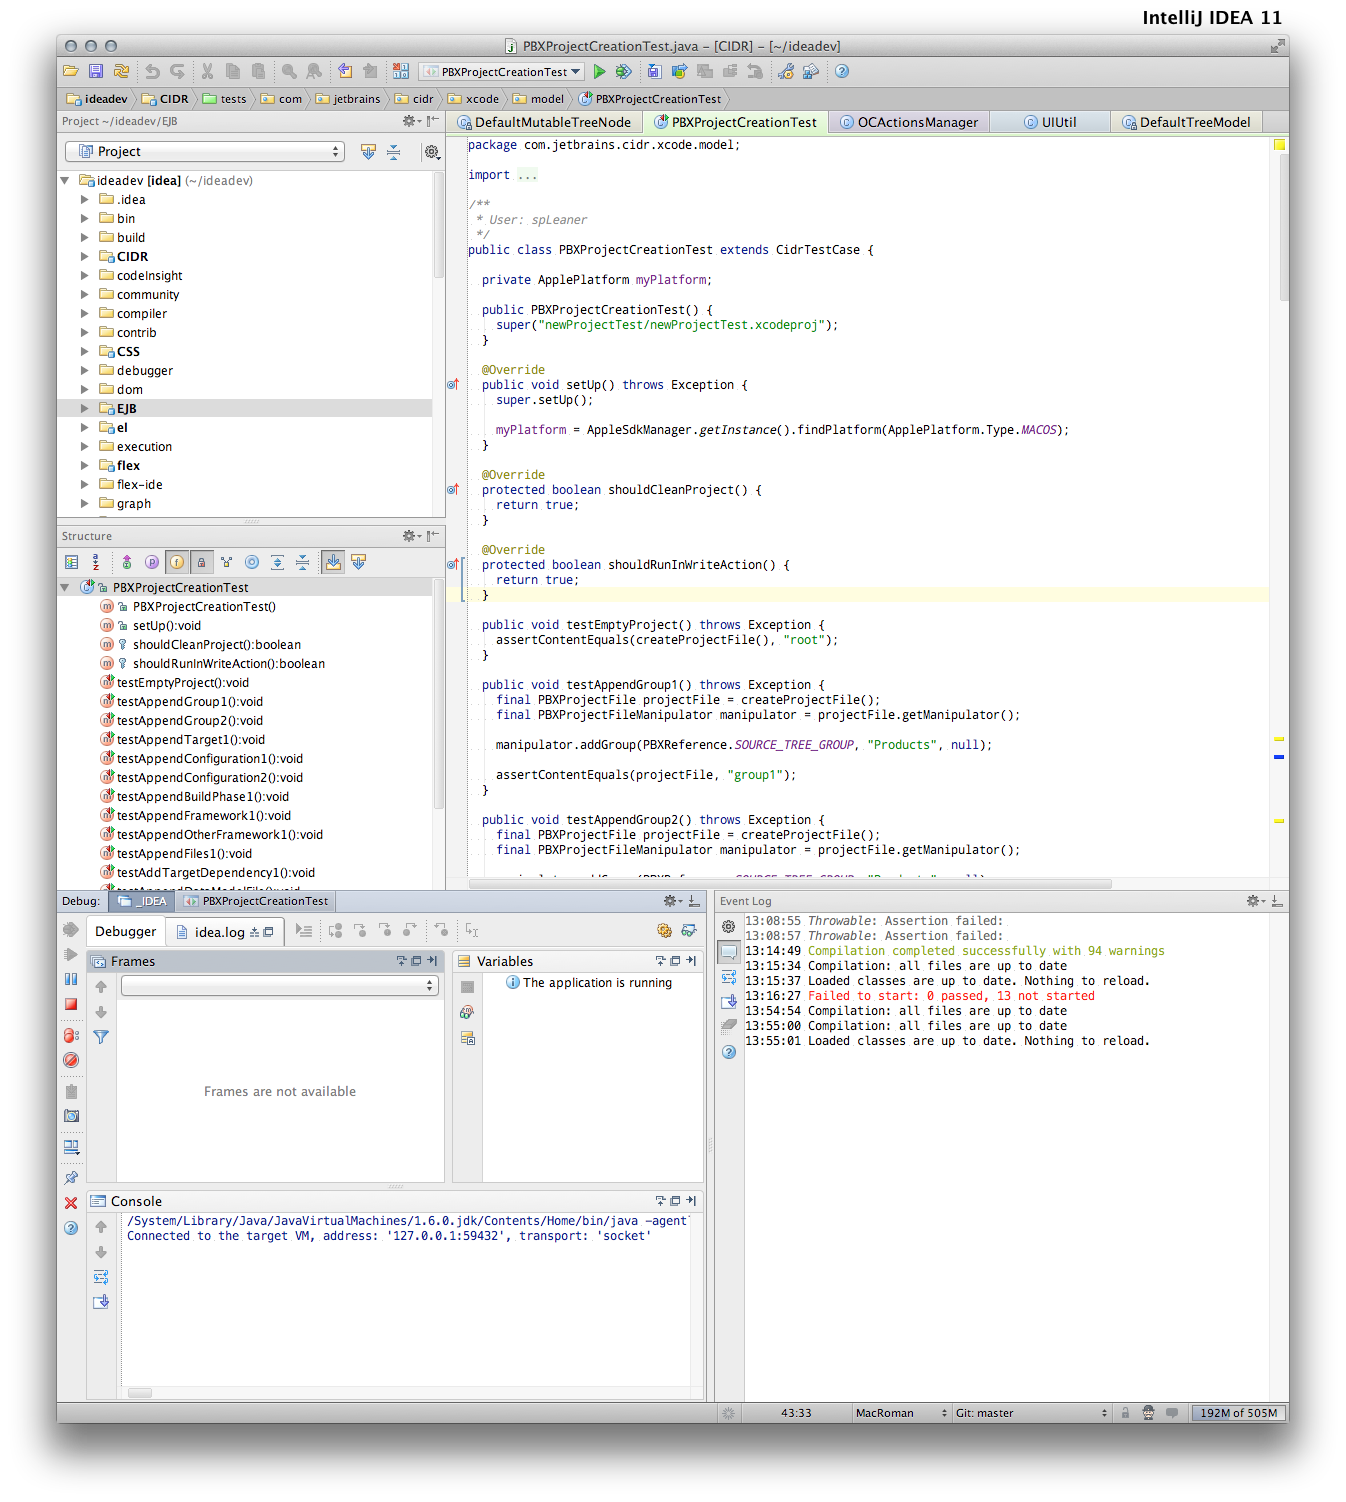 IntelliJ IDEA 11
PBXProjectCreationTest.java – [CIDR] – [~/ideadev]
PBXProjectCreationTest
ideadev CIDR tests com jetbrains cidr xcode model PBXProjectCreationTest
Project ~/ideadev/EJB
Project
ideadev [idea] (~/ideadev)
.idea
bin
build
CIDR
codeInsight
community
compiler
contrib
CSS
debugger
dom
EJB
el
execution
flex
flex-ide
graph
Structure
PBXProjectCreationTest
PBXProjectCreationTest()
setUp():void
shouldCleanProject():boolean
shouldRunInWriteAction():boolean
testEmptyProject():void
testAppendGroup1():void
testAppendGroup2():void
testAppendTarget1():void
testAppendConfiguration1():void
testAppendConfiguration2():void
testAppendBuildPhase1():void
testAppendFramework1():void
testAppendOtherFramework1():void
testAppendFiles1():void
testAddTargetDependency1():void
testAppendDataModelFile():void
DefaultMutableTreeNode PBXProjectCreationTest OCActionsManager UIUtil DefaultTreeModel
package com.jetbrains.cidr.xcode.model;
import ...
/**
* User: spLeaner
*/
public class PBXProjectCreationTest extends CidrTestCase {
private ApplePlatform myPlatform;
public PBXProjectCreationTest() {
super("newProjectTest/newProjectTest.xcodeproj");
}
@Override
public void setUp() throws Exception {
super.setUp();
myPlatform = AppleSdkManager.getInstance().findPlatform(ApplePlatform.Type.MACOS);
}
@Override
protected boolean shouldCleanProject() {
return true;
}
@Override
protected boolean shouldRunInWriteAction() {
return true;
}
public void testEmptyProject() throws Exception {
assertContentEquals(createProjectFile(), "root");
}
public void testAppendGroup1() throws Exception {
final PBXProjectFile projectFile = createProjectFile();
final PBXProjectFileManipulator manipulator = projectFile.getManipulator();
manipulator.addGroup(PBXReference.SOURCE_TREE_GROUP, "Products", null);
assertContentEquals(projectFile, "group1");
}
public void testAppendGroup2() throws Exception {
final PBXProjectFile projectFile = createProjectFile();
final PBXProjectFileManipulator manipulator = projectFile.getManipulator();
Debug: _IDEA PBXProjectCreationTest
Debugger idea.log
Frames
Frames are not available
Variables
The application is running
Console
/System/Library/Java/JavaVirtualMachines/1.6.0.jdk/Contents/Home/bin/java -agent
Connected to the target VM, address: '127.0.0.1:59432', transport: 'socket'
Event Log
13:08:55 Throwable: Assertion failed:
13:08:57 Throwable: Assertion failed:
13:14:49 Compilation completed successfully with 94 warnings
13:15:34 Compilation: all files are up to date
13:15:37 Loaded classes are up to date. Nothing to reload.
13:16:27 Failed to start: 0 passed, 13 not started
13:54:54 Compilation: all files are up to date
13:55:00 Compilation: all files are up to date
13:55:01 Loaded classes are up to date. Nothing to reload.
43:33 MacRoman Git: master 192M of 505M